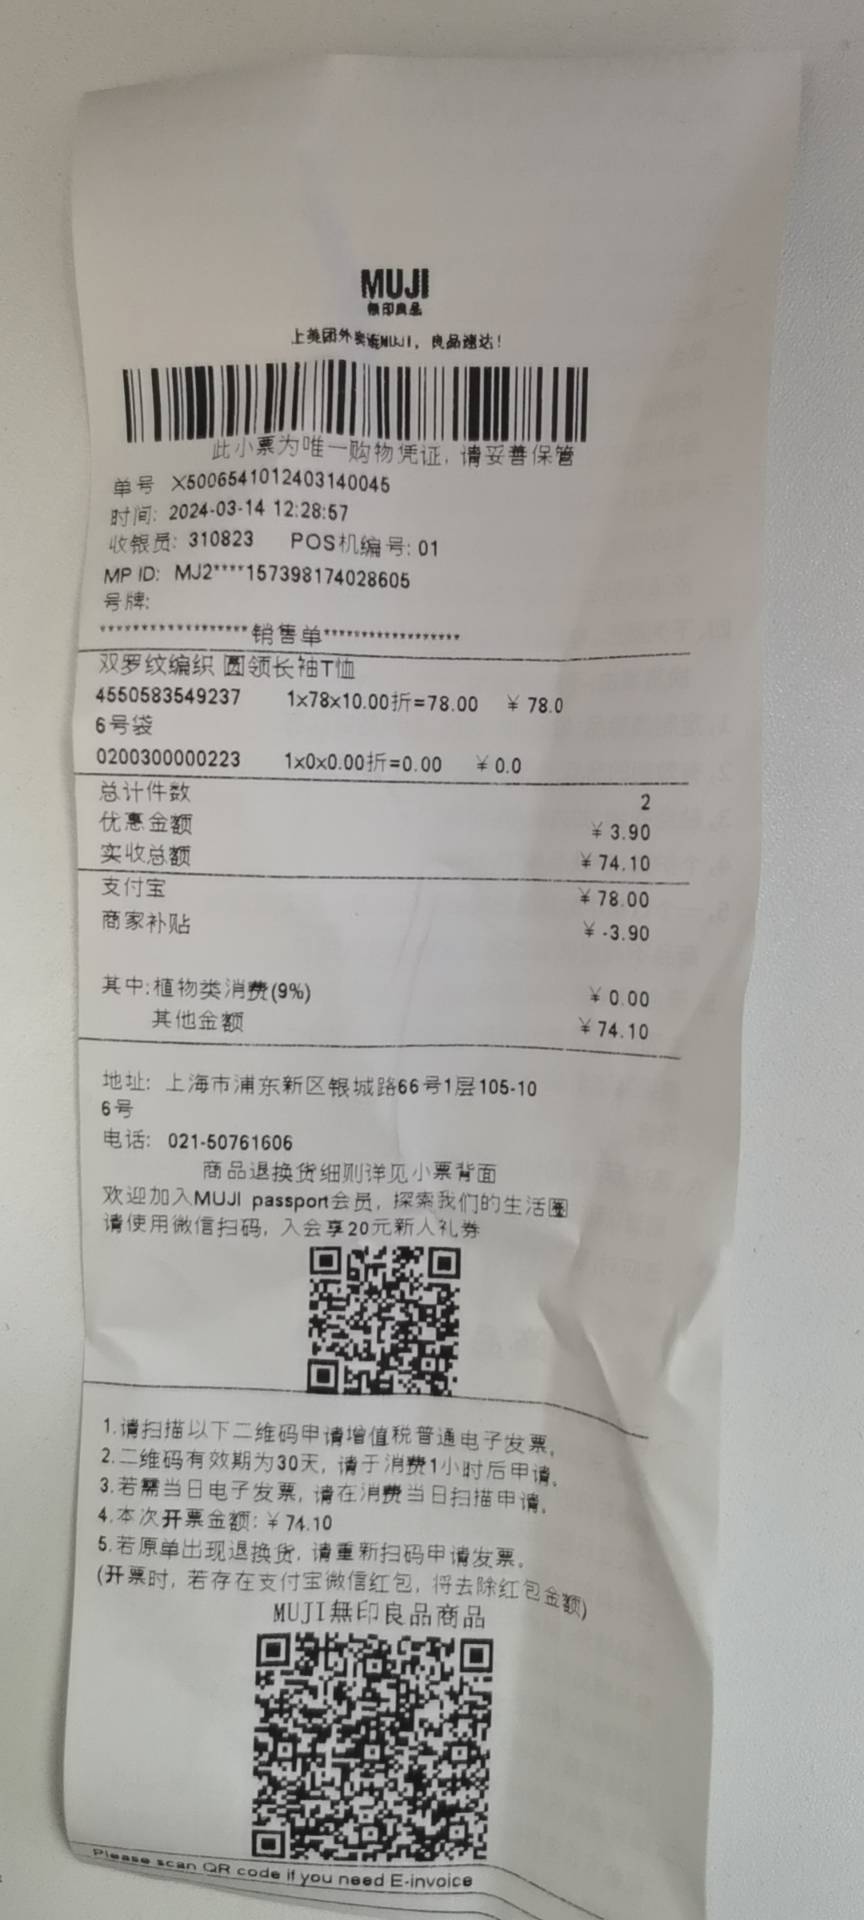 MUJI
無印良品
上美团外卖逛MUJI，良品速达！
此小票为唯一购物凭证，请妥善保管
单号 X5006541012403140045
时间: 2024-03-14 12:28:57
收银员: 310823 POS机编号: 01
MP ID: MJ2****157398174028605
号牌:
******************销售单******************
双罗纹编织 圆领长袖T恤
4550583549237 1x78x10.00折=78.00 ￥78.0
6号袋
0200300000223 1x0x0.00折=0.00 ￥0.0
总计件数 2
优惠金额 ￥3.90
实收总额 ￥74.10
支付宝 ￥78.00
商家补贴 ￥-3.90
其中:植物类消费(9%) ￥0.00
其他金额 ￥74.10
地址: 上海市浦东新区银城路66号1层105-10
6号
电话: 021-50761606
商品退换货细则详见小票背面
欢迎加入MUJI passport会员，探索我们的生活圈
请使用微信扫码，入会享20元新人礼券
1.请扫描以下二维码申请增值税普通电子发票。
2.二维码有效期为30天，请于消费1小时后申请。
3.若需当日电子发票，请在消费当日扫描申请。
4.本次开票金额:￥74.10
5.若原单出现退换货，请重新扫码申请发票。
(开票时，若存在支付宝微信红包，将去除红包金额)
MUJI無印良品商品
Please scan QR code if you need E-invoice